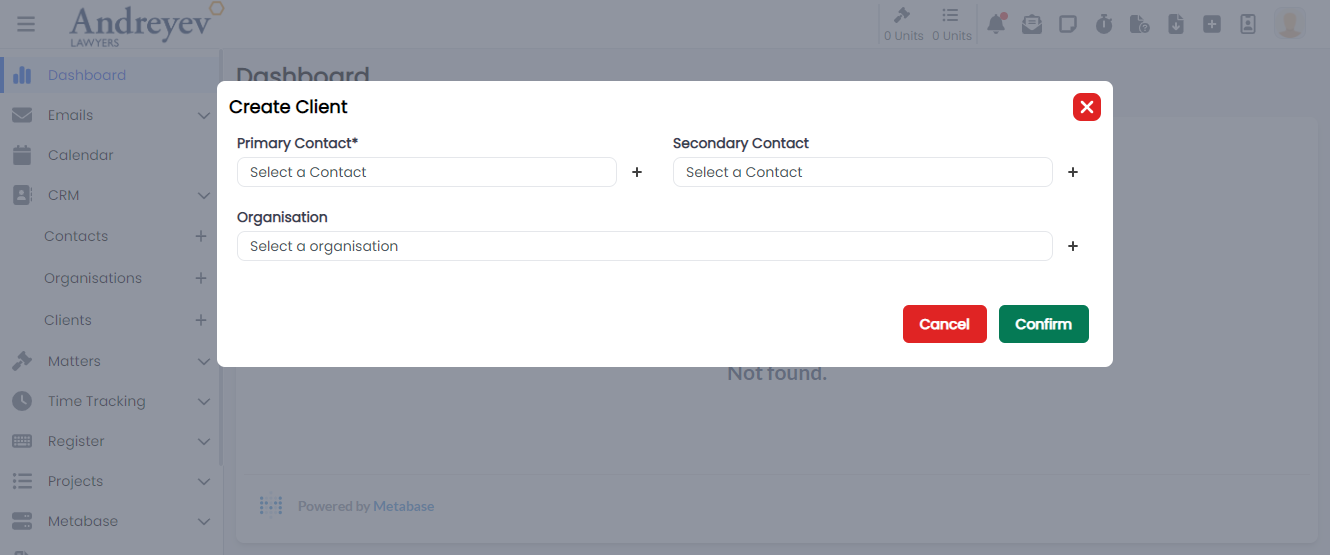 Andreyev
LAWYERS
0 Units 0 Units
Dashboard
Dashboard
Emails
Calendar
CRM
Contacts
Organisations
Clients
Matters
Time Tracking
Register
Projects
Metabase
Create Client
Primary Contact* Secondary Contact
Select a Contact + Select a Contact +
Organisation
Select a organisation +
Cancel Confirm
Not found.
Powered by Metabase